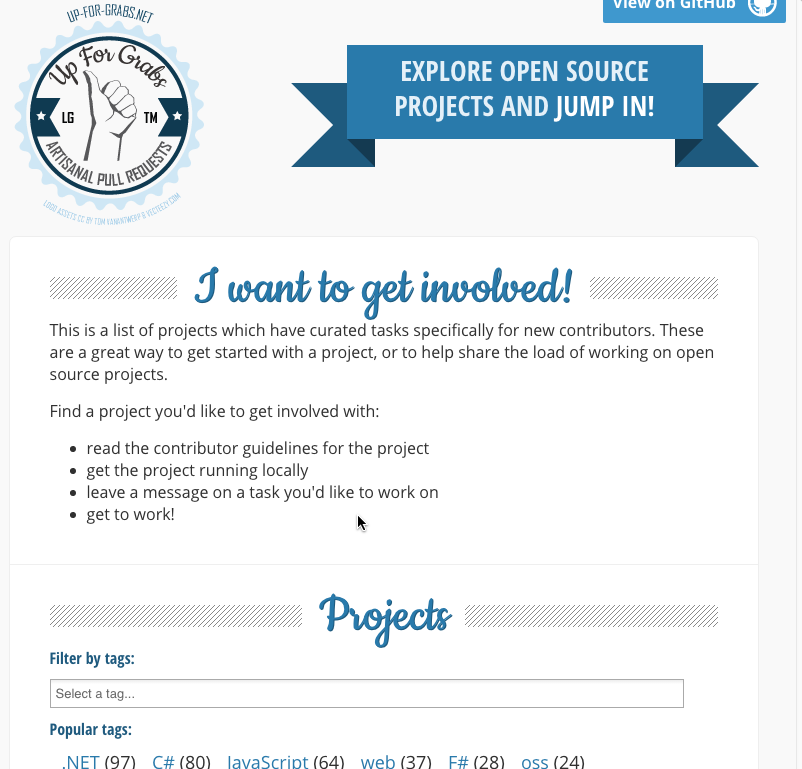 UP-FOR-GRABS.NET
View on GitHub
Up For Grabs
LG TM
ARTISANAL PULL REQUESTS
LOGO ASSETS CC BY TOM VANANTWERP & VECTEEZY.COM
EXPLORE OPEN SOURCE
PROJECTS AND JUMP IN!
I want to get involved!
This is a list of projects which have curated tasks specifically for new contributors. These
are a great way to get started with a project, or to help share the load of working on open
source projects.
Find a project you'd like to get involved with:
read the contributor guidelines for the project
get the project running locally
leave a message on a task you'd like to work on
get to work!
Projects
Filter by tags:
Select a tag...
Popular tags:
.NET (97) C# (80) JavaScript (64) web (37) F# (28) oss (24)